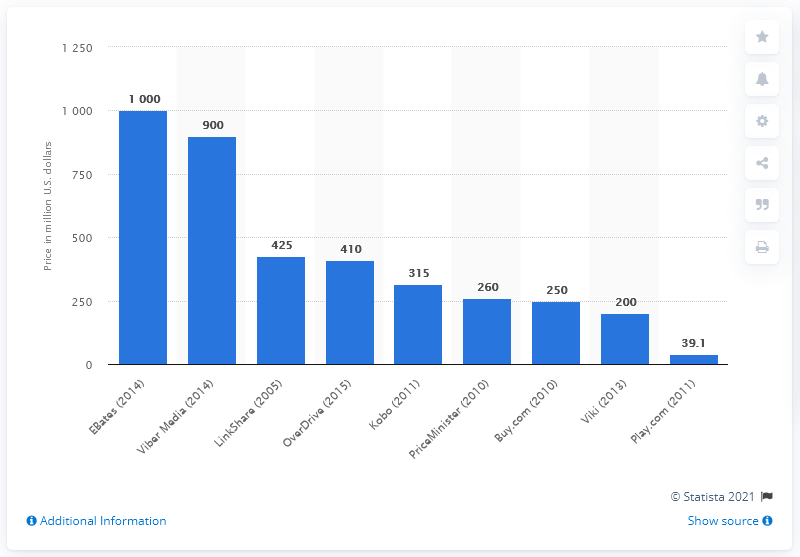 1 250
1 000
750
500
250
0
Price in million U.S. dollars
1 000
900
425
410
315
260
250
200
39.1
EBates (2014)
Viber Media (2014)
LinkShare (2005)
OverDrive (2015)
Kobo (2011)
PriceMinister (2010)
Buy.com (2010)
Viki (2013)
Play.com (2011)
© Statista 2021
Additional Information
Show source